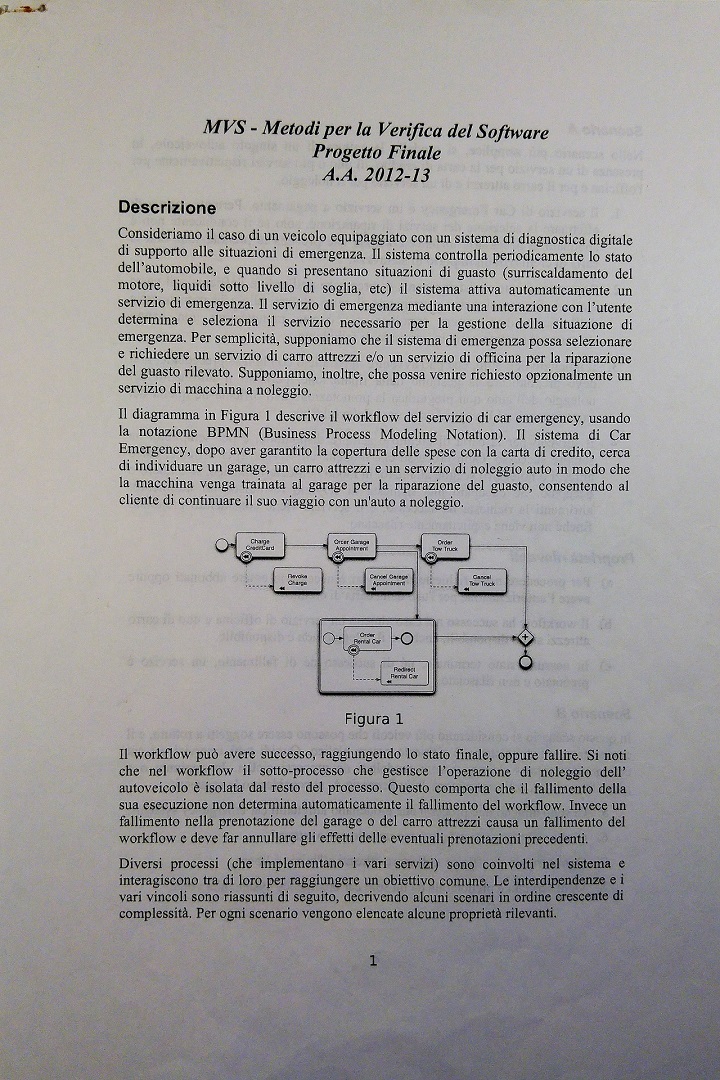 MVS - Metodi per la Verifica del Software
Progetto Finale
A.A. 2012-13
Descrizione
Consideriamo il caso di un veicolo equipaggiato con un sistema di diagnostica digitale
di supporto alle situazioni di emergenza. Il sistema controlla periodicamente lo stato
dell'automobile, e quando si presentano situazioni di guasto (surriscaldamento del
motore, liquidi sotto livello di soglia, etc) il sistema attiva automaticamente un
servizio di emergenza. Il servizio di emergenza mediante una interazione con l'utente
determina e seleziona il servizio necessario per la gestione della situazione di
emergenza. Per semplicità, supponiamo che il sistema di emergenza possa selezionare
e richiedere un servizio di carro attrezzi e/o un servizio di officina per la riparazione
del guasto rilevato. Supponiamo, inoltre, che possa venire richiesto opzionalmente un
servizio di macchina a noleggio.
Il diagramma in Figura 1 descrive il workflow del servizio di car emergency, usando
la notazione BPMN (Business Process Modeling Notation). Il sistema di Car
Emergency, dopo aver garantito la copertura delle spese con la carta di credito, cerca
di individuare un garage, un carro attrezzi e un servizio di noleggio auto in modo che
la macchina venga trainata al garage per la riparazione del guasto, consentendo al
cliente di continuare il suo viaggio con un'auto a noleggio.
Charge
CreditCard
Order Garage
Appointment
Order
Tow Truck
Revoke
Charge
Cancel Garage
Appointment
Cancel
Tow Truck
Order
Rental Car
Redirect
Rental Car
Figura 1
Il workflow può avere successo, raggiungendo lo stato finale, oppure fallire. Si noti
che nel workflow il sotto-processo che gestisce l'operazione di noleggio dell'
autoveicolo è isolata dal resto del processo. Questo comporta che il fallimento della
sua esecuzione non determina automaticamente il fallimento del workflow. Invece un
fallimento nella prenotazione del garage o del carro attrezzi causa un fallimento del
workflow e deve far annullare gli effetti delle eventuali prenotazioni precedenti.
Diversi processi (che implementano i vari servizi) sono coinvolti nel sistema e
interagiscono tra di loro per raggiungere un obiettivo comune. Le interdipendenze e i
vari vincoli sono riassunti di seguito, decrivendo alcuni scenari in ordine crescente di
complessità. Per ogni scenario vengono elencate alcune proprietà rilevanti.
1